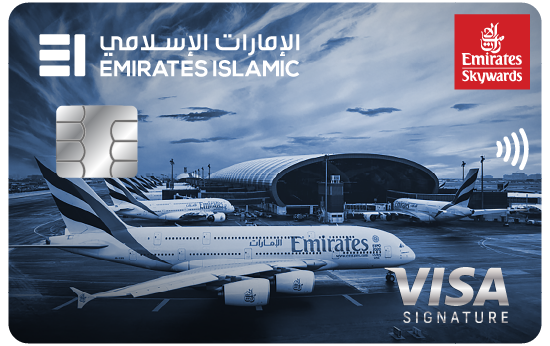 الإمارات الإسلامي
EMIRATES ISLAMIC
Emirates
Skywards
الإمارات
Emirates
VISA
SIGNATURE